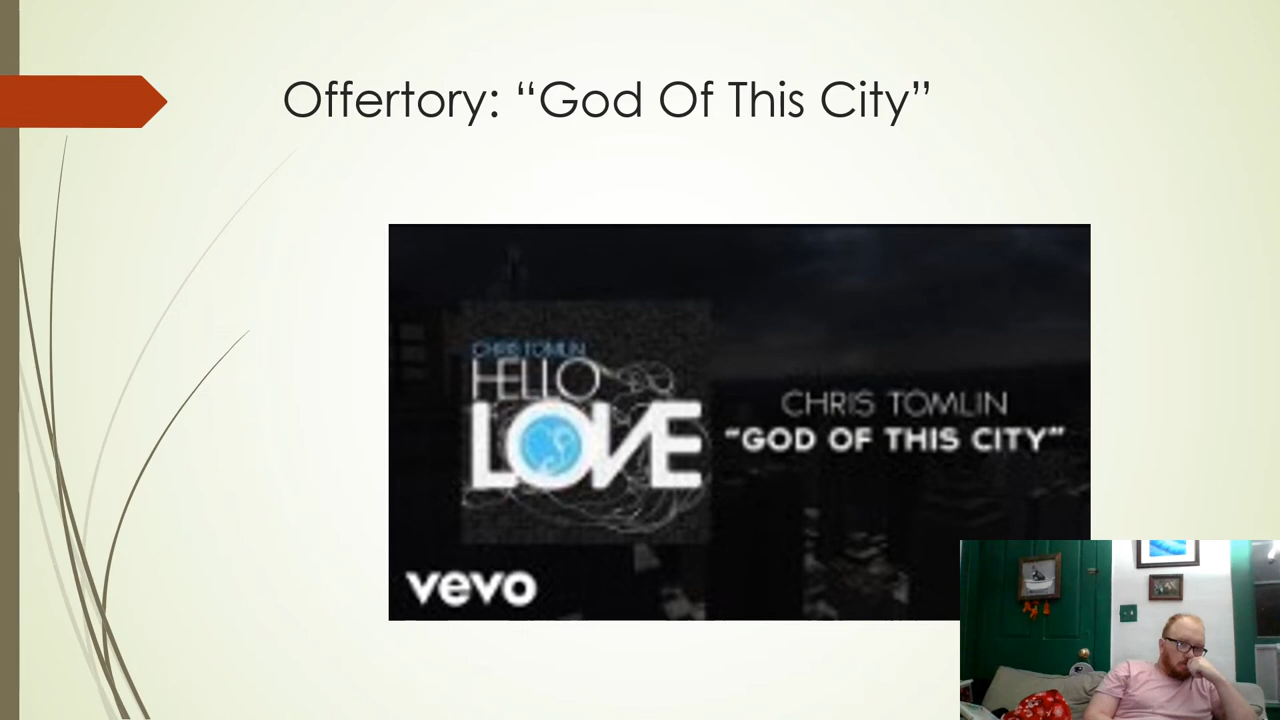 Offertory: “God Of This City”
CHRIS TOMLIN
HELLO
LOVE
CHRIS TOMLIN
“GOD OF THIS CITY”
vevo